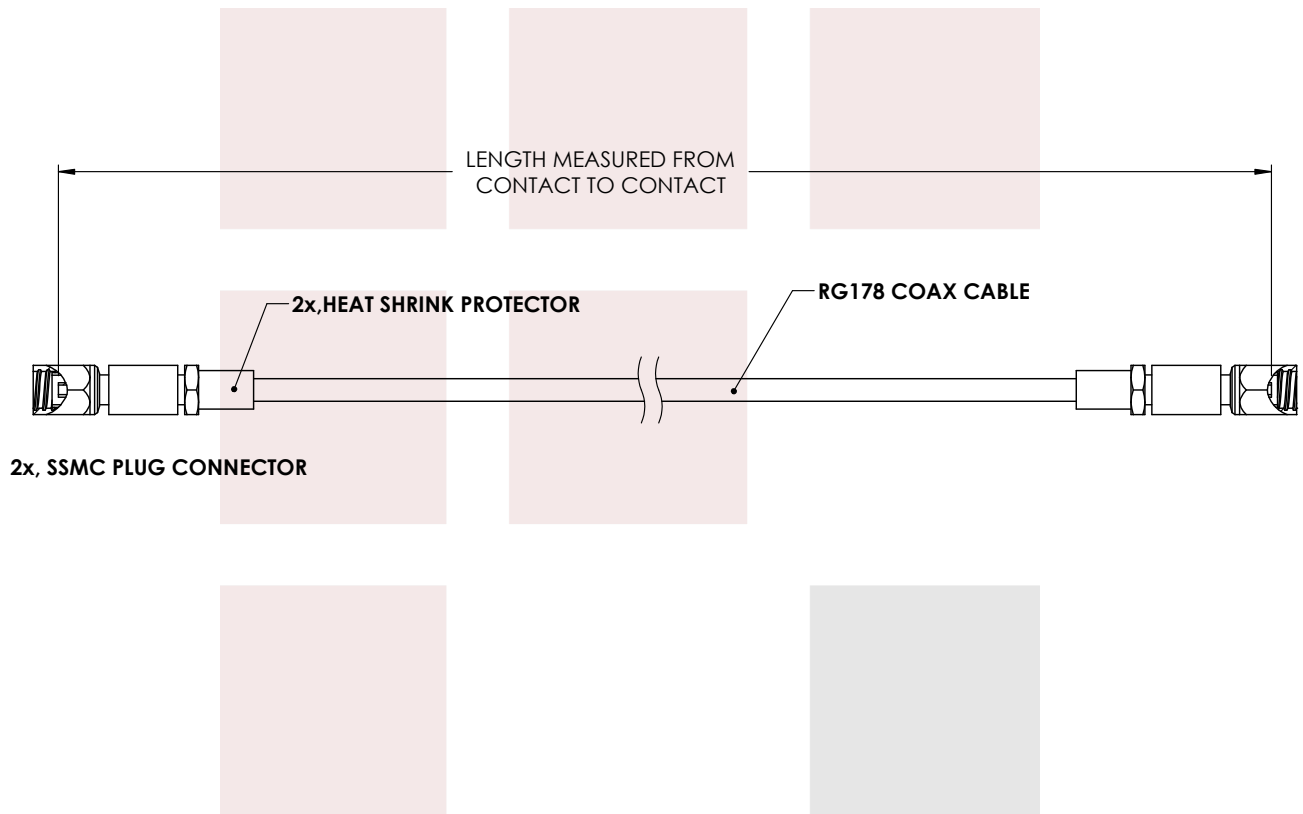 LENGTH MEASURED FROM
CONTACT TO CONTACT
2x,HEAT SHRINK PROTECTOR
RG178 COAX CABLE
2x, SSMC PLUG CONNECTOR